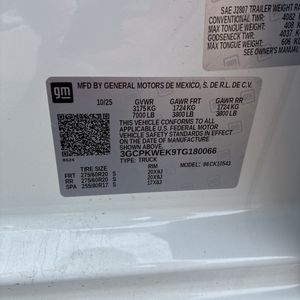 SAE J2807 TRAILER WEIGHT RA
CONVENTIONAL TWR: 4082
MAX TONGUE WEIGHT: 408
GOOSENECK TWR: 4037
MAX TONGUE WEIGHT: 606 K
SEE OWNER'S MANUAL
gm
MFD BY GENERAL MOTORS DE MEXICO, S. DE R.L. DE C.V.
10/25 GVWR GAWR FRT GAWR RR
3175 KG 1724 KG 1724 KG
7000 LB 3800 LB 3800 LB
THIS VEHICLE CONFORMS TO ALL
APPLICABLE U.S. FEDERAL MOTOR
VEHICLE SAFETY STANDARDS IN
EFFECT ON THE DATE OF
MANUFACTURE SHOWN ABOVE.
3GCPKWEK9TG180066
TYPE: TRUCK MODEL:
TIRE SIZE RIM
FRT 275/60R20 S 20X9J
RR 275/60R20 S 20X9J
SPA 255/80R17 S 17X8J